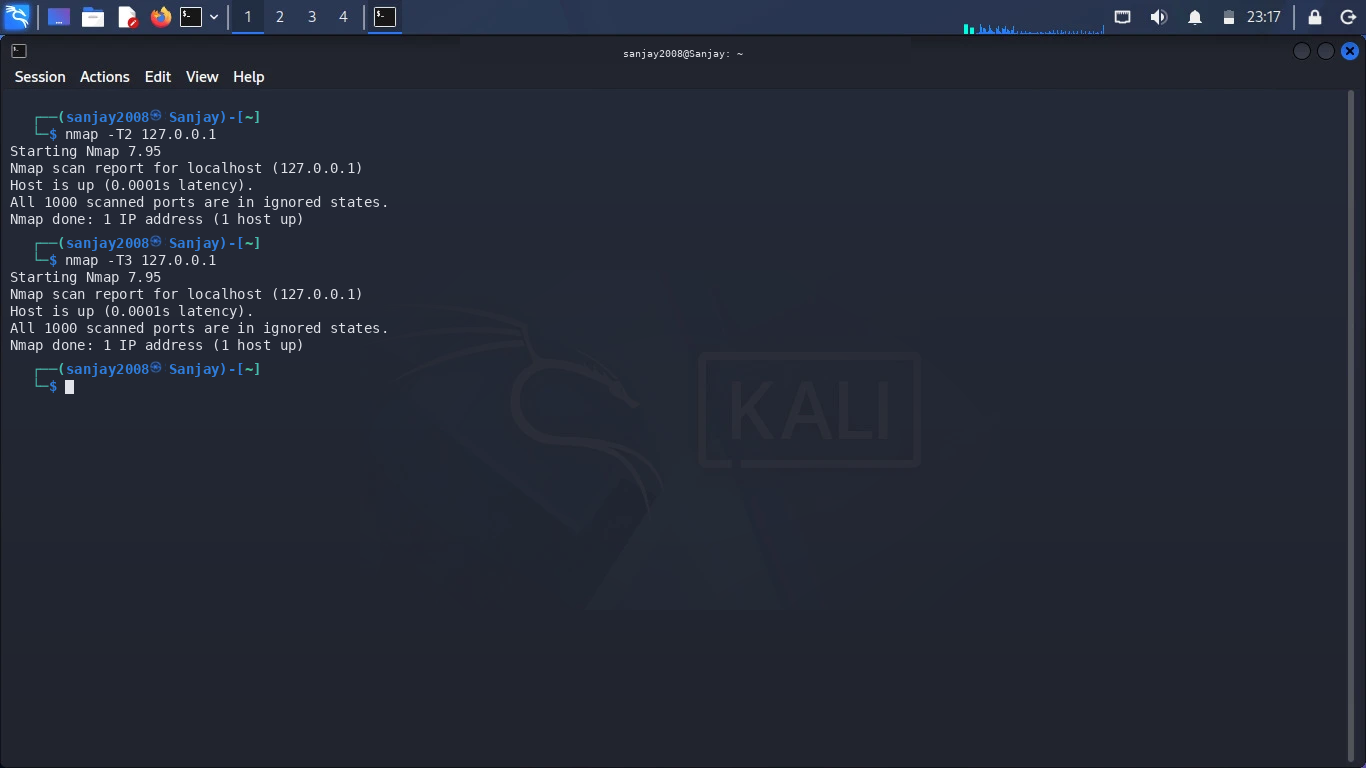 1 2 3 4 23:17
sanjay2008@Sanjay: ~
Session Actions Edit View Help
┌──(sanjay2008㉿ Sanjay)-[~]
└─$ nmap -T2 127.0.0.1
Starting Nmap 7.95
Nmap scan report for localhost (127.0.0.1)
Host is up (0.0001s latency).
All 1000 scanned ports are in ignored states.
Nmap done: 1 IP address (1 host up)
┌──(sanjay2008㉿ Sanjay)-[~]
└─$ nmap -T3 127.0.0.1
Starting Nmap 7.95
Nmap scan report for localhost (127.0.0.1)
Host is up (0.0001s latency).
All 1000 scanned ports are in ignored states.
Nmap done: 1 IP address (1 host up)
┌──(sanjay2008㉿ Sanjay)-[~]
└─$
KALI